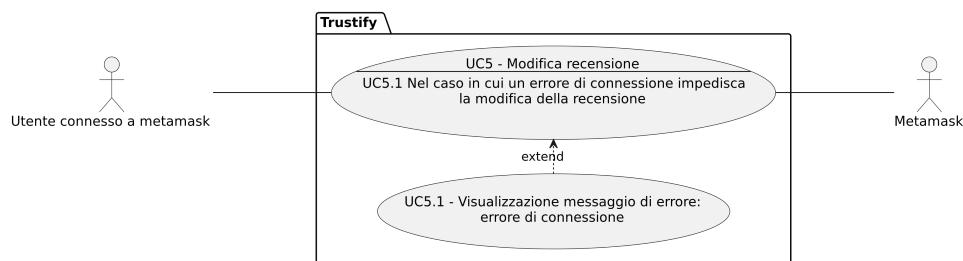 Trustify
UC5 - Modifica recensione
UC5.1 Nel caso in cui un errore di connessione impedisca
la modifica della recensione
Utente connesso a metamask
Metamask
extend
UC5.1 - Visualizzazione messaggio di errore:
errore di connessione